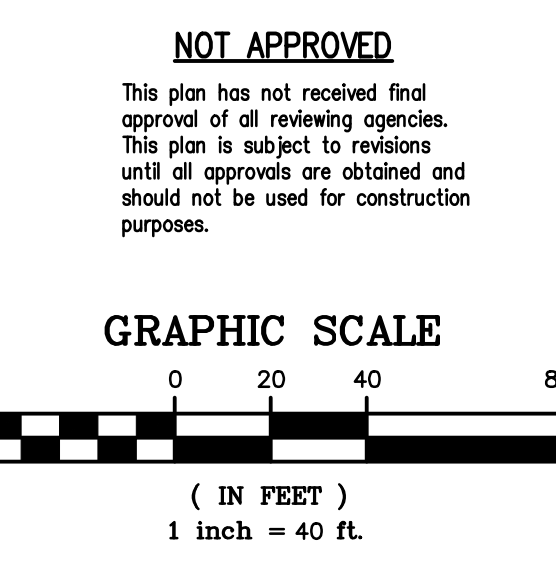 NOT APPROVED
This plan has not received final
approval of all reviewing agencies.
This plan is subject to revisions
until all approvals are obtained and
should not be used for construction
purposes.
GRAPHIC SCALE
0 20 40
( IN FEET )
1 inch = 40 ft.